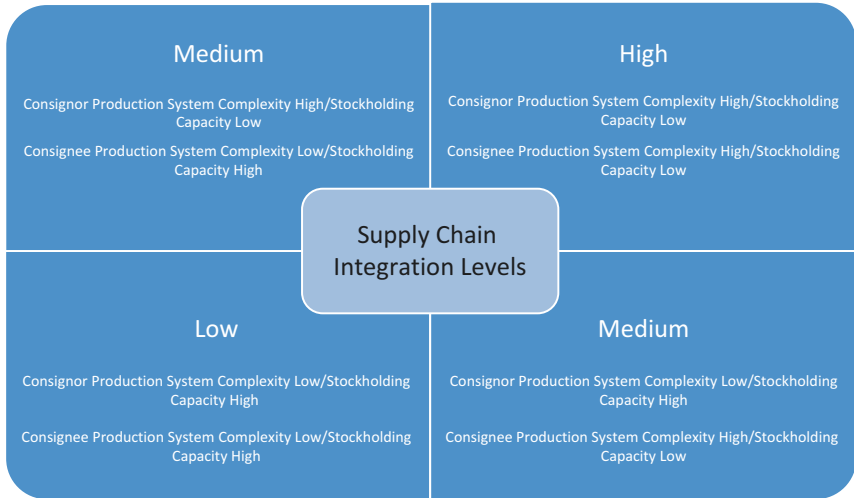 Medium
Consignor Production System Complexity High/Stockholding
Capacity Low
Consignee Production System Complexity Low/Stockholding
Capacity High
High
Consignor Production System Complexity High/Stockholding
Capacity Low
Consignee Production System Complexity High/Stockholding
Capacity Low
Supply Chain
Integration Levels
Low
Consignor Production System Complexity Low/Stockholding
Capacity High
Consignee Production System Complexity Low/Stockholding
Capacity High
Medium
Consignor Production System Complexity Low/Stockholding
Capacity High
Consignee Production System Complexity High/Stockholding
Capacity Low